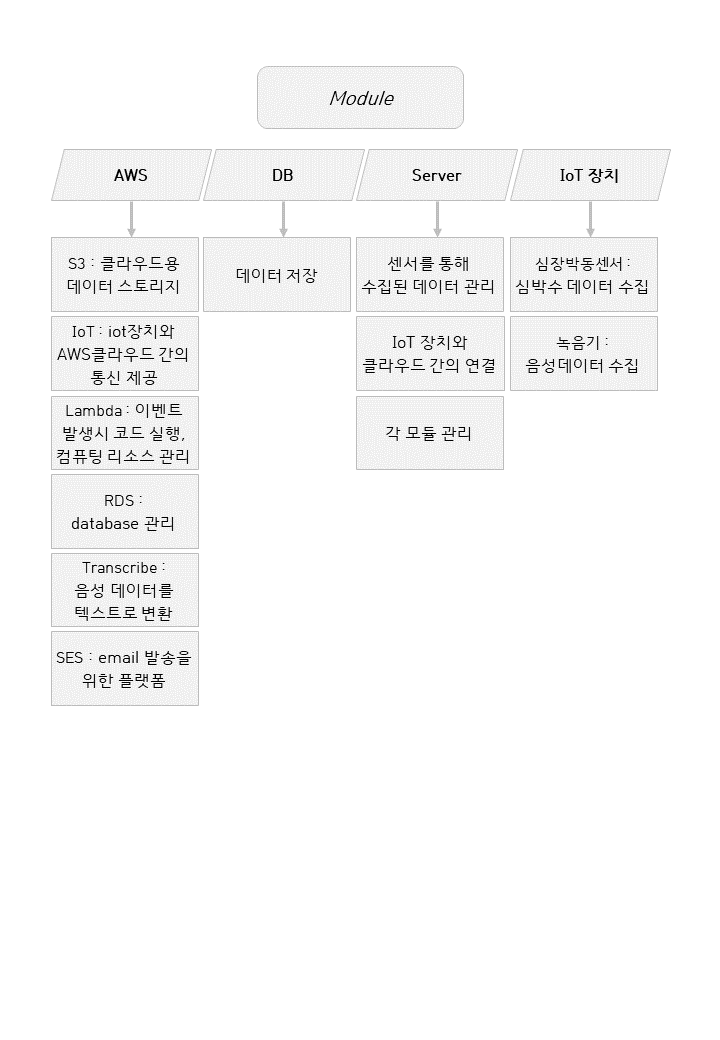 Module
AWS
DB
Server
IoT 장치
S3 : 클라우드용
데이터 스토리지
IoT : iot장치와
AWS클라우드 간의
통신 제공
Lambda : 이벤트
발생시 코드 실행,
컴퓨팅 리소스 관리
RDS :
database 관리
Transcribe :
음성 데이터를
텍스트로 변환
SES : email 발송을
위한 플랫폼
데이터 저장
센서를 통해
수집된 데이터 관리
IoT 장치와
클라우드 간의 연결
각 모듈 관리
심장박동센서 :
심박수 데이터 수집
녹음기 :
음성데이터 수집